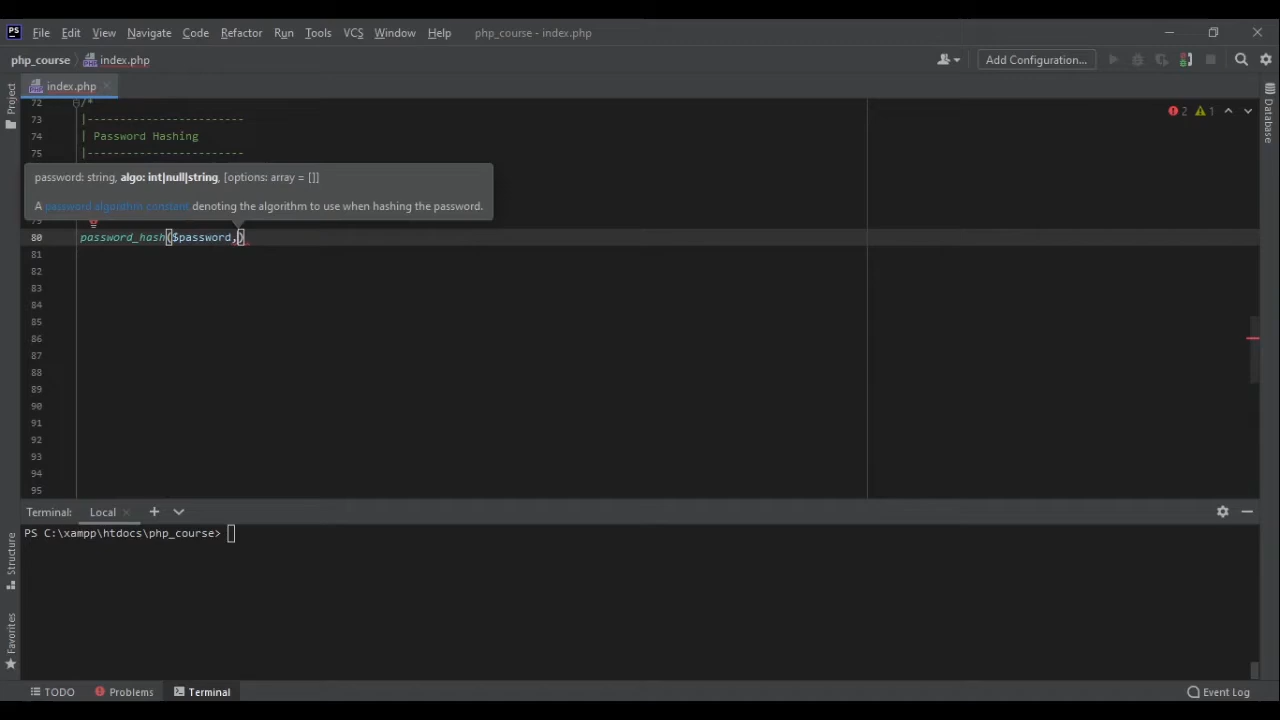 PS File Edit View Navigate Code Refactor Run Tools VCS Window Help php_course - index.php
php_course index.php Add Configuration...
Project index.php Database
72 /*
73 |------------------------
74 | Password Hashing
75 |------------------------
password: string, algo: int|null|string, [options: array = []]
A password algorithm constant denoting the algorithm to use when hashing the password.
2 1
80 password_hash($password,)
81
82
83
84
85
86
87
88
89
90
91
92
93
94
95
Terminal: Local
PS C:\xampp\htdocs\php_course>
Structure
Favorites
TODO Problems Terminal Event Log